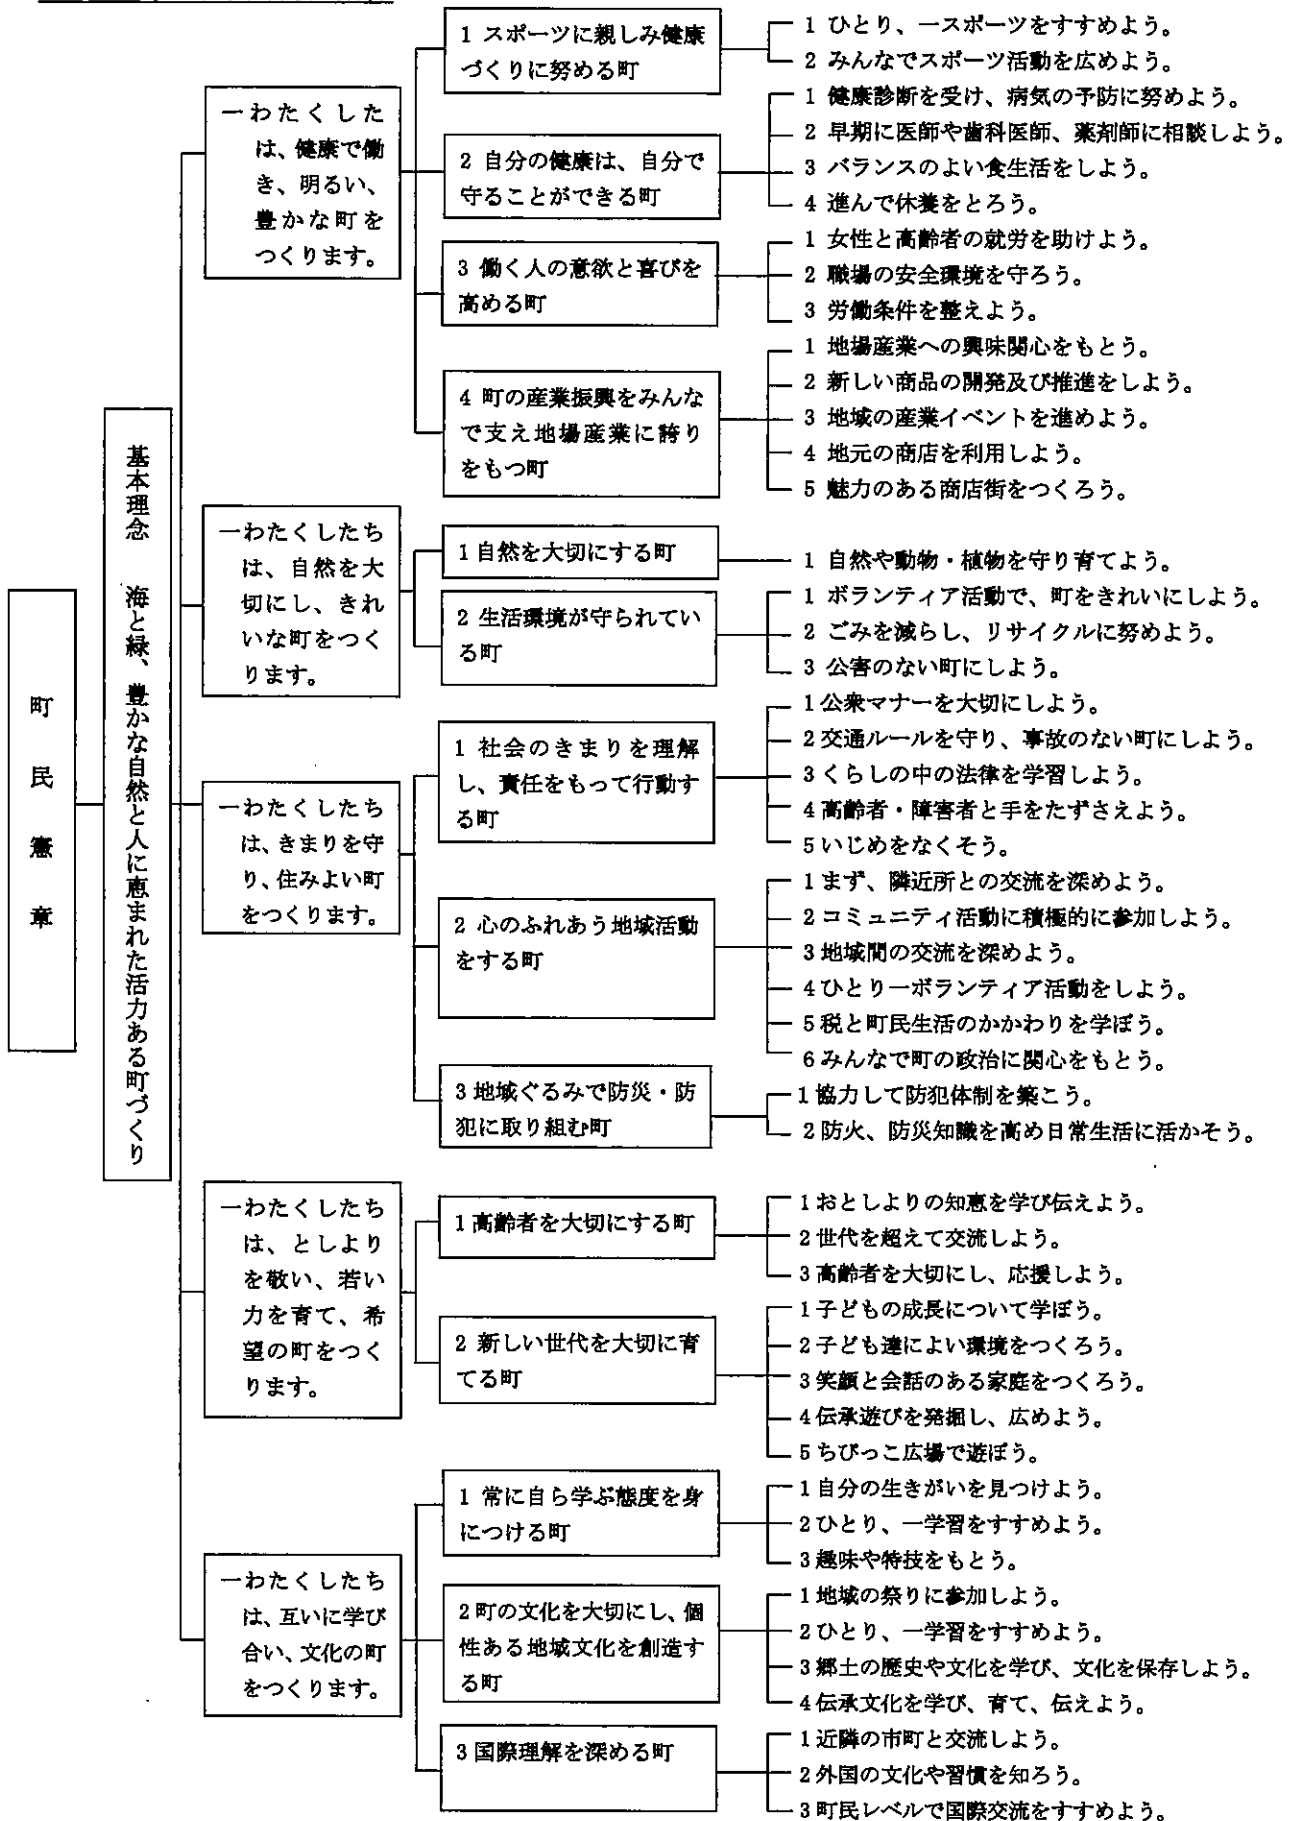 町民憲章
基本理念　海と緑、豊かな自然と人に恵まれた活力ある町づくり
一わたくした
は、健康で働
き、明るい、
豊かな町を
つくります。
1 スポーツに親しみ健康
づくりに努める町
1 ひとり、一スポーツをすすめよう。
2 みんなでスポーツ活動を広めよう。
2 自分の健康は、自分で
守ることができる町
1 健康診断を受け、病気の予防に努めよう。
2 早期に医師や歯科医師、薬剤師に相談しよう。
3 バランスのよい食生活をしよう。
4 進んで休養をとろう。
3 働く人の意欲と喜びを
高める町
1 女性と高齢者の就労を助けよう。
2 職場の安全環境を守ろう。
3 労働条件を整えよう。
4 町の産業振興をみんな
で支え地場産業に誇り
をもつ町
1 地場産業への興味関心をもとう。
2 新しい商品の開発及び推進をしよう。
3 地域の産業イベントを進めよう。
4 地元の商店を利用しよう。
5 魅力のある商店街をつくろう。
一わたくしたち
は、自然を大
切にし、きれ
いな町をつく
ります。
1 自然を大切にする町
1 自然や動物・植物を守り育てよう。
2 生活環境が守られてい
る町
1 ボランティア活動で、町をきれいにしよう。
2 ごみを減らし、リサイクルに努めよう。
3 公害のない町にしよう。
一わたくしたち
は、きまりを守
り、住みよい町
をつくります。
1 社会のきまりを理解
し、責任をもって行動す
る町
1 公衆マナーを大切にしよう。
2 交通ルールを守り、事故のない町にしよう。
3 くらしの中の法律を学習しよう。
4 高齢者・障害者と手をたずさえよう。
5 いじめをなくそう。
2 心のふれあう地域活動
をする町
1 まず、隣近所との交流を深めよう。
2 コミュニティ活動に積極的に参加しよう。
3 地域間の交流を深めよう。
4 ひとり一ボランティア活動をしよう。
5 税と町民生活のかかわりを学ぼう。
6 みんなで町の政治に関心をもとう。
3 地域ぐるみで防災・防
犯に取り組む町
1 協力して防犯体制を築こう。
2 防火、防災知識を高め日常生活に活かそう。
一わたくしたち
は、としより
を敬い、若い
力を育て、希
望の町をつく
ります。
1 高齢者を大切にする町
1 おとしよりの知恵を学び伝えよう。
2 世代を超えて交流しよう。
3 高齢者を大切にし、応援しよう。
2 新しい世代を大切に育
てる町
1 子どもの成長について学ぼう。
2 子ども達によい環境をつくろう。
3 笑顔と会話のある家庭をつくろう。
4 伝承遊びを発掘し、広めよう。
5 ちびっこ広場で遊ぼう。
一わたくしたち
は、互いに学び
合い、文化の町
をつくります。
1 常に自ら学ぶ態度を身
につける町
1 自分の生きがいを見つけよう。
2 ひとり、一学習をすすめよう。
3 趣味や特技をもとう。
2 町の文化を大切にし、個
性ある地域文化を創造す
る町
1 地域の祭りに参加しよう。
2 ひとり、一学習をすすめよう。
3 郷土の歴史や文化を学び、文化を保存しよう。
4 伝承文化を学び、育て、伝えよう。
3 国際理解を深める町
1 近隣の市町と交流しよう。
2 外国の文化や習慣を知ろう。
3 町民レベルで国際交流をすすめよう。